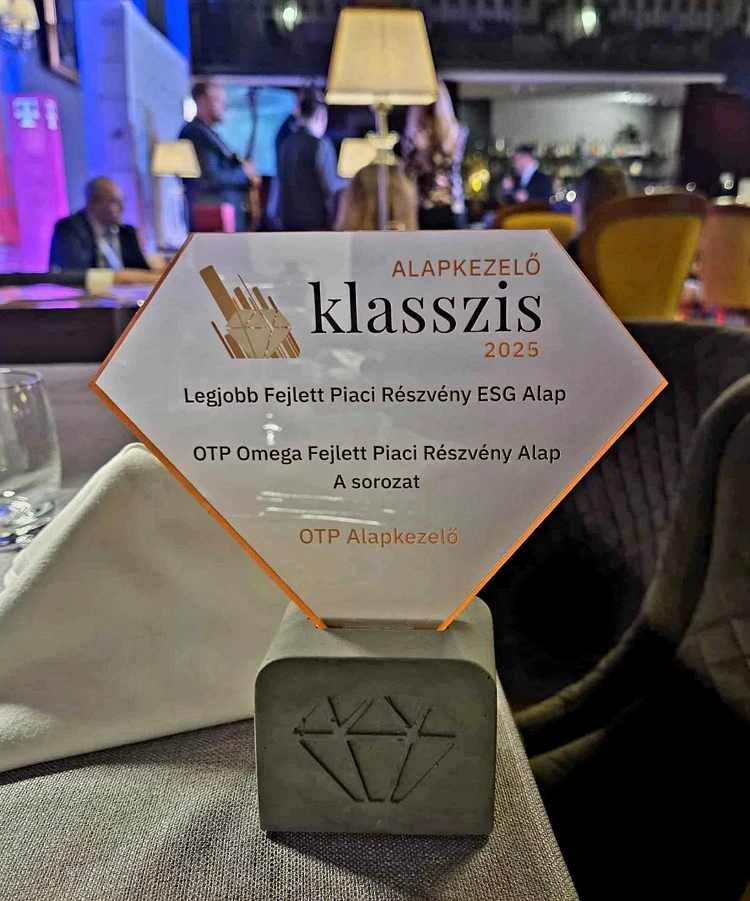 ALAPKEZELŐ
klasszis
2025
Legjobb Fejlett Piaci Részvény ESG Alap
OTP Omega Fejlett Piaci Részvény Alap
A sorozat
OTP Alapkezelő
T